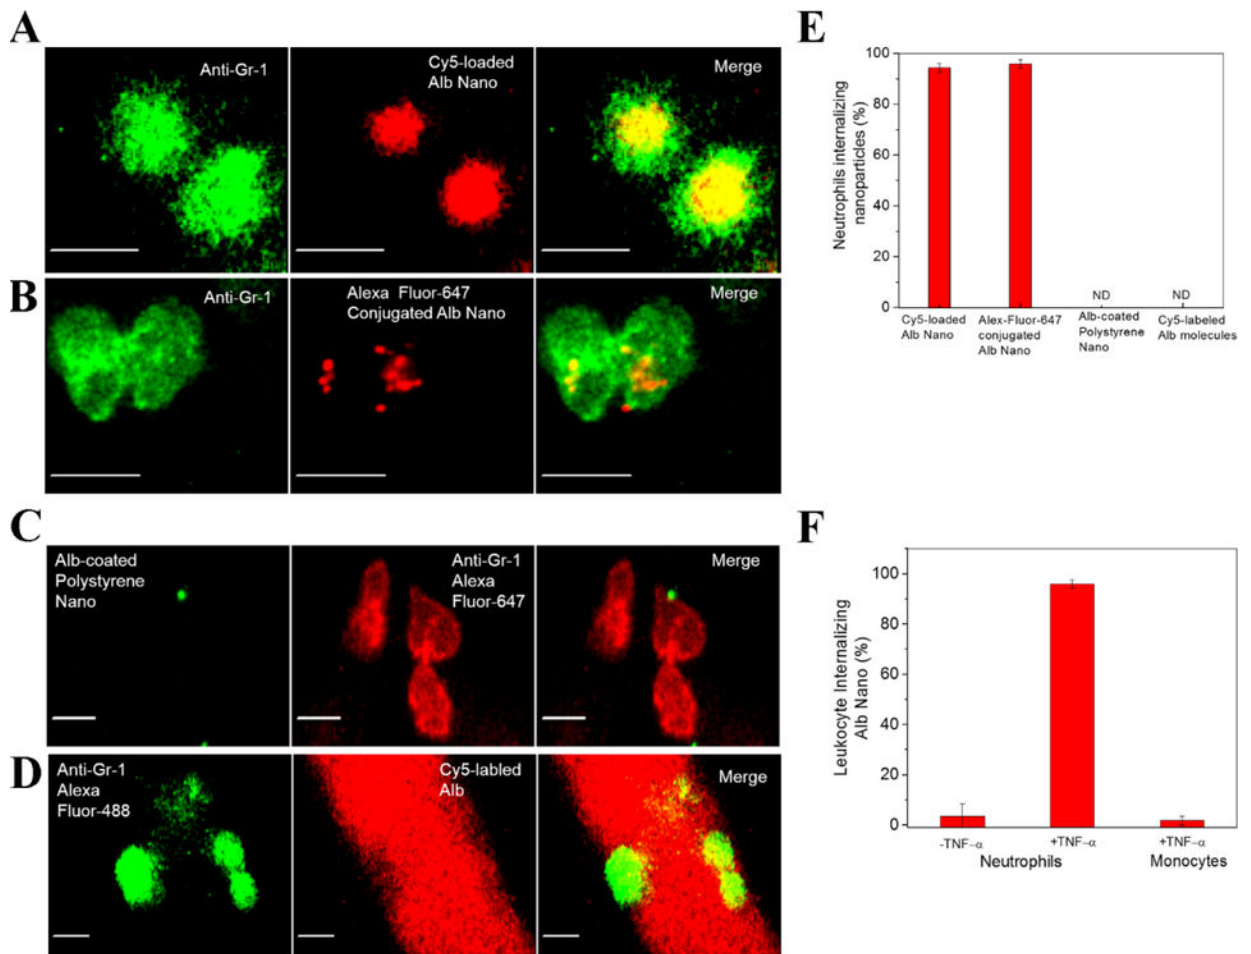 A
Anti-Gr-1
Cy5-loaded
Alb Nano
Merge
B
Anti-Gr-1
Alexa Fluor-647
Conjugated Alb Nano
Merge
C
Alb-coated
Polystyrene
Nano
Anti-Gr-1
Alexa
Fluor-647
Merge
D
Anti-Gr-1
Alexa
Fluor-488
Cy5-labled
Alb
Merge
E
Neutrophils internalizing
nanoparticles (%)
100
80
60
40
20
0
ND
ND
Cy5-loaded
Alb Nano
Alex-Fluor-647
conjugated
Alb Nano
Alb-coated
Polystyrene
Nano
Cy5-labeled
Alb molecules
F
Leukocyte Internalizing
Alb Nano (%)
100
80
60
40
20
0
-TNF-α
+TNF-α
+TNF-α
Neutrophils
Monocytes